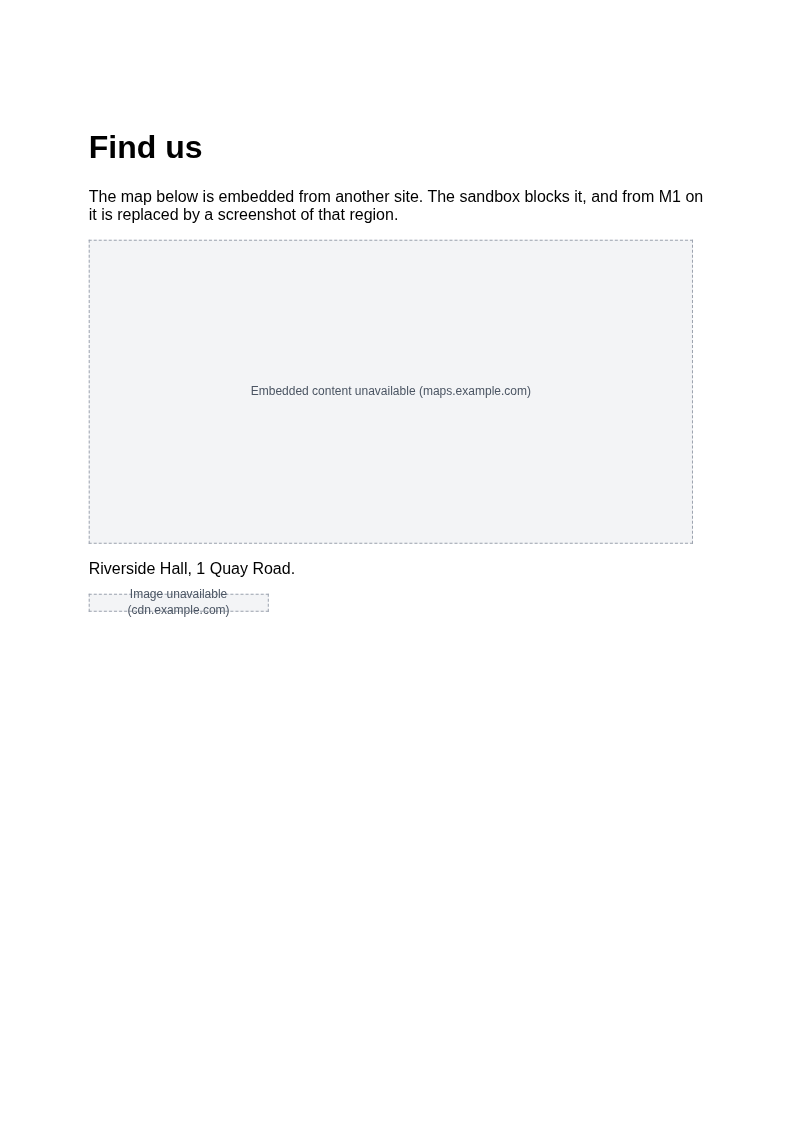 Find us
The map below is embedded from another site. The sandbox blocks it, and from M1 on
it is replaced by a screenshot of that region.
Embedded content unavailable (maps.example.com)
Riverside Hall, 1 Quay Road.
Image unavailable
(cdn.example.com)